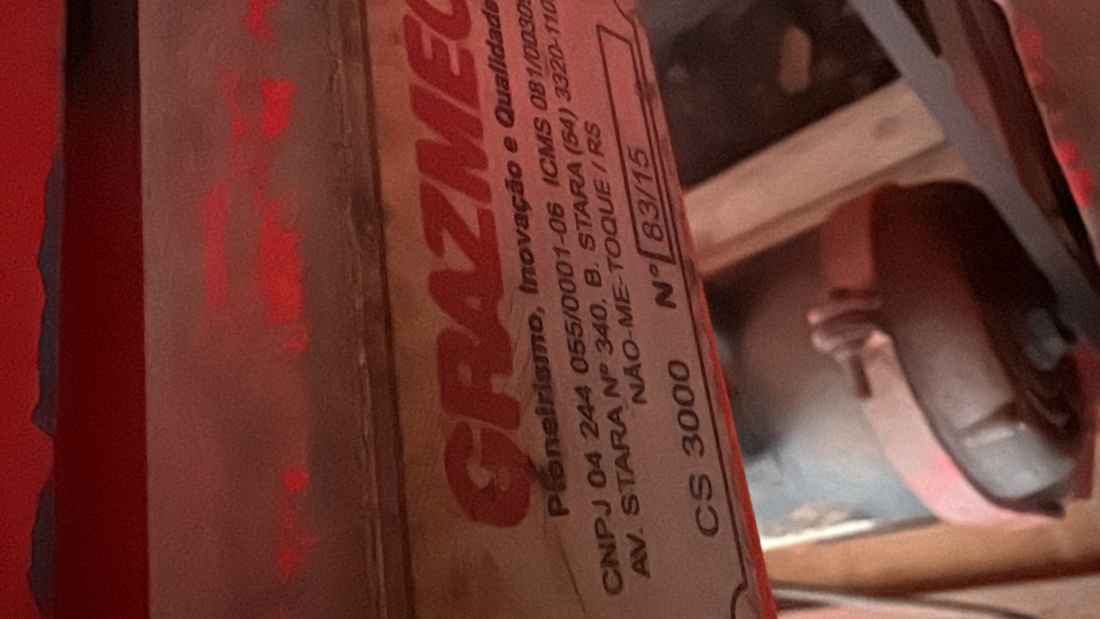 GRAZMEC
Pioneirismo, Inovação e Qualidade
CNPJ 04 244 055/0001-06 ICMS 081/00309
AV. STARA Nº 340, B. STARA (54) 3320-110
NÃO-ME-TOQUE / RS
CS 3000 Nº 83/15